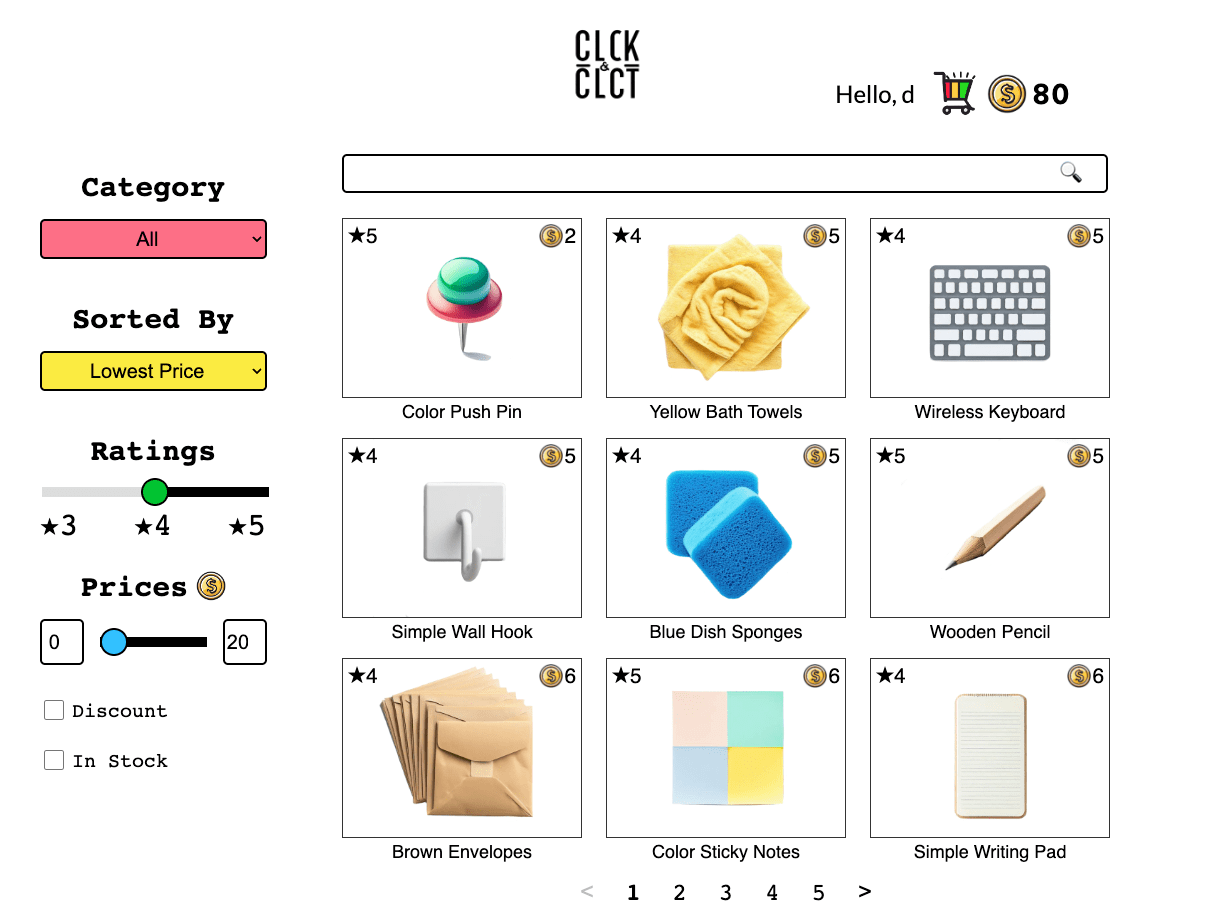 CLCK
&
CLCT
Hello, d 80
Category
All
Sorted By
Lowest Price
Ratings
★3 ★4 ★5
Prices
0 20
Discount
In Stock
★5 2
Color Push Pin
★4 5
Yellow Bath Towels
★4 5
Wireless Keyboard
★4 5
Simple Wall Hook
★4 5
Blue Dish Sponges
★5 5
Wooden Pencil
★4 6
Brown Envelopes
★5 6
Color Sticky Notes
★4 6
Simple Writing Pad
< 1 2 3 4 5 >